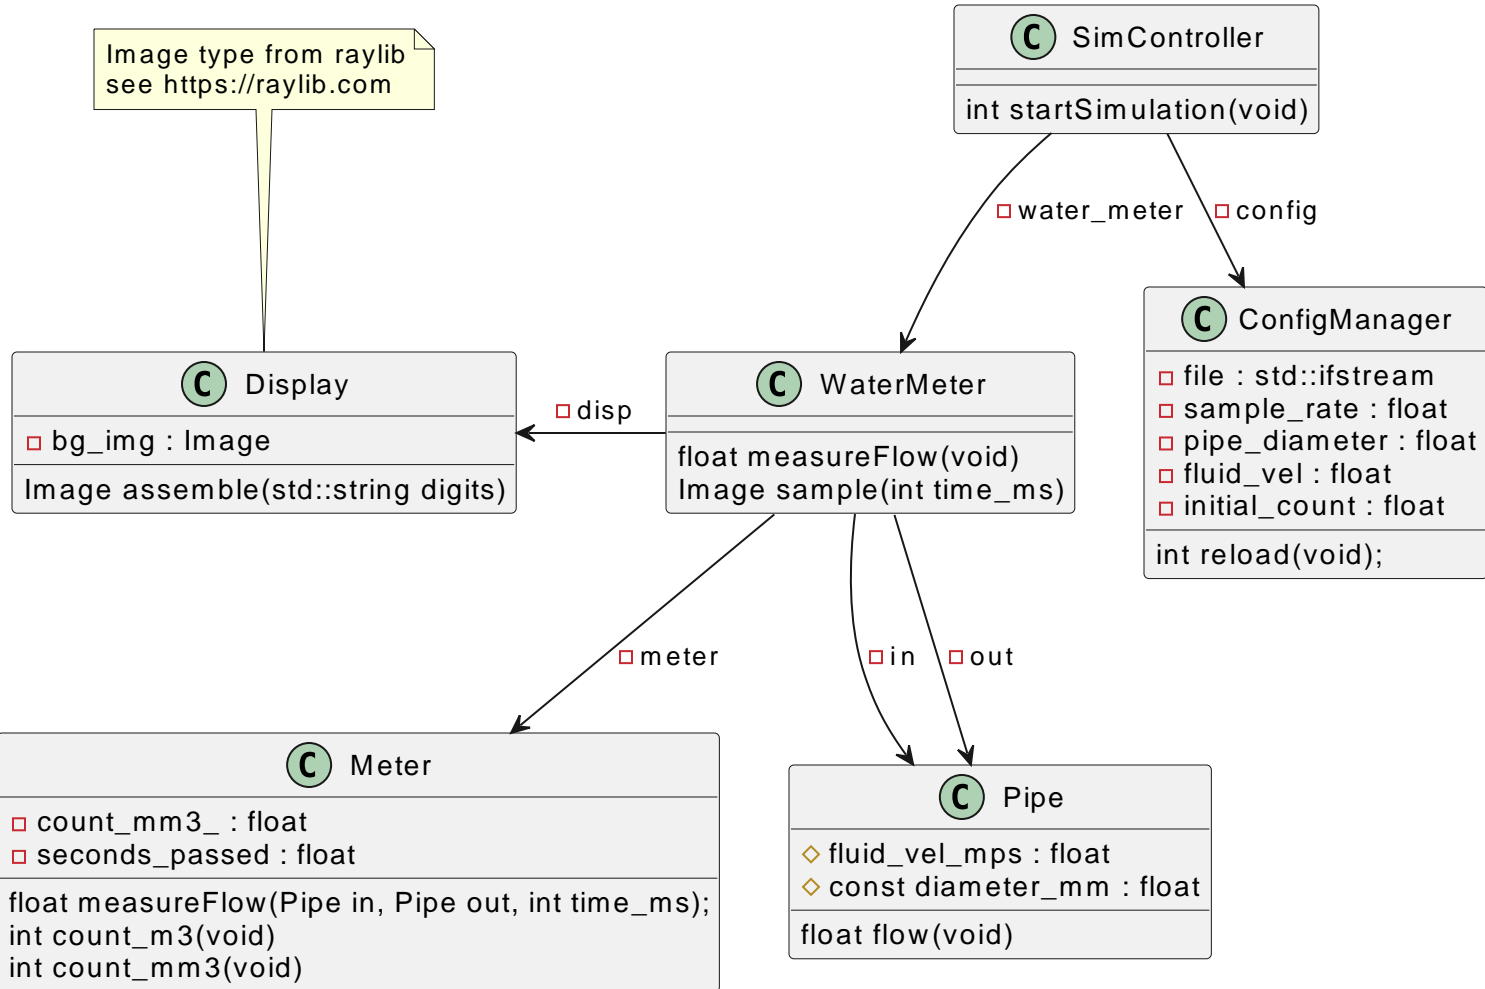 Image type from raylib
see https://raylib.com
C SimController
int startSimulation(void)
water_meter
config
C ConfigManager
file : std::ifstream
sample_rate : float
pipe_diameter : float
fluid_vel : float
initial_count : float
int reload(void);
C Display
bg_img : Image
Image assemble(std::string digits)
disp
C WaterMeter
float measureFlow(void)
Image sample(int time_ms)
meter
in
out
C Meter
count_mm3_ : float
seconds_passed : float
float measureFlow(Pipe in, Pipe out, int time_ms);
int count_m3(void)
int count_mm3(void)
C Pipe
fluid_vel_mps : float
const diameter_mm : float
float flow(void)